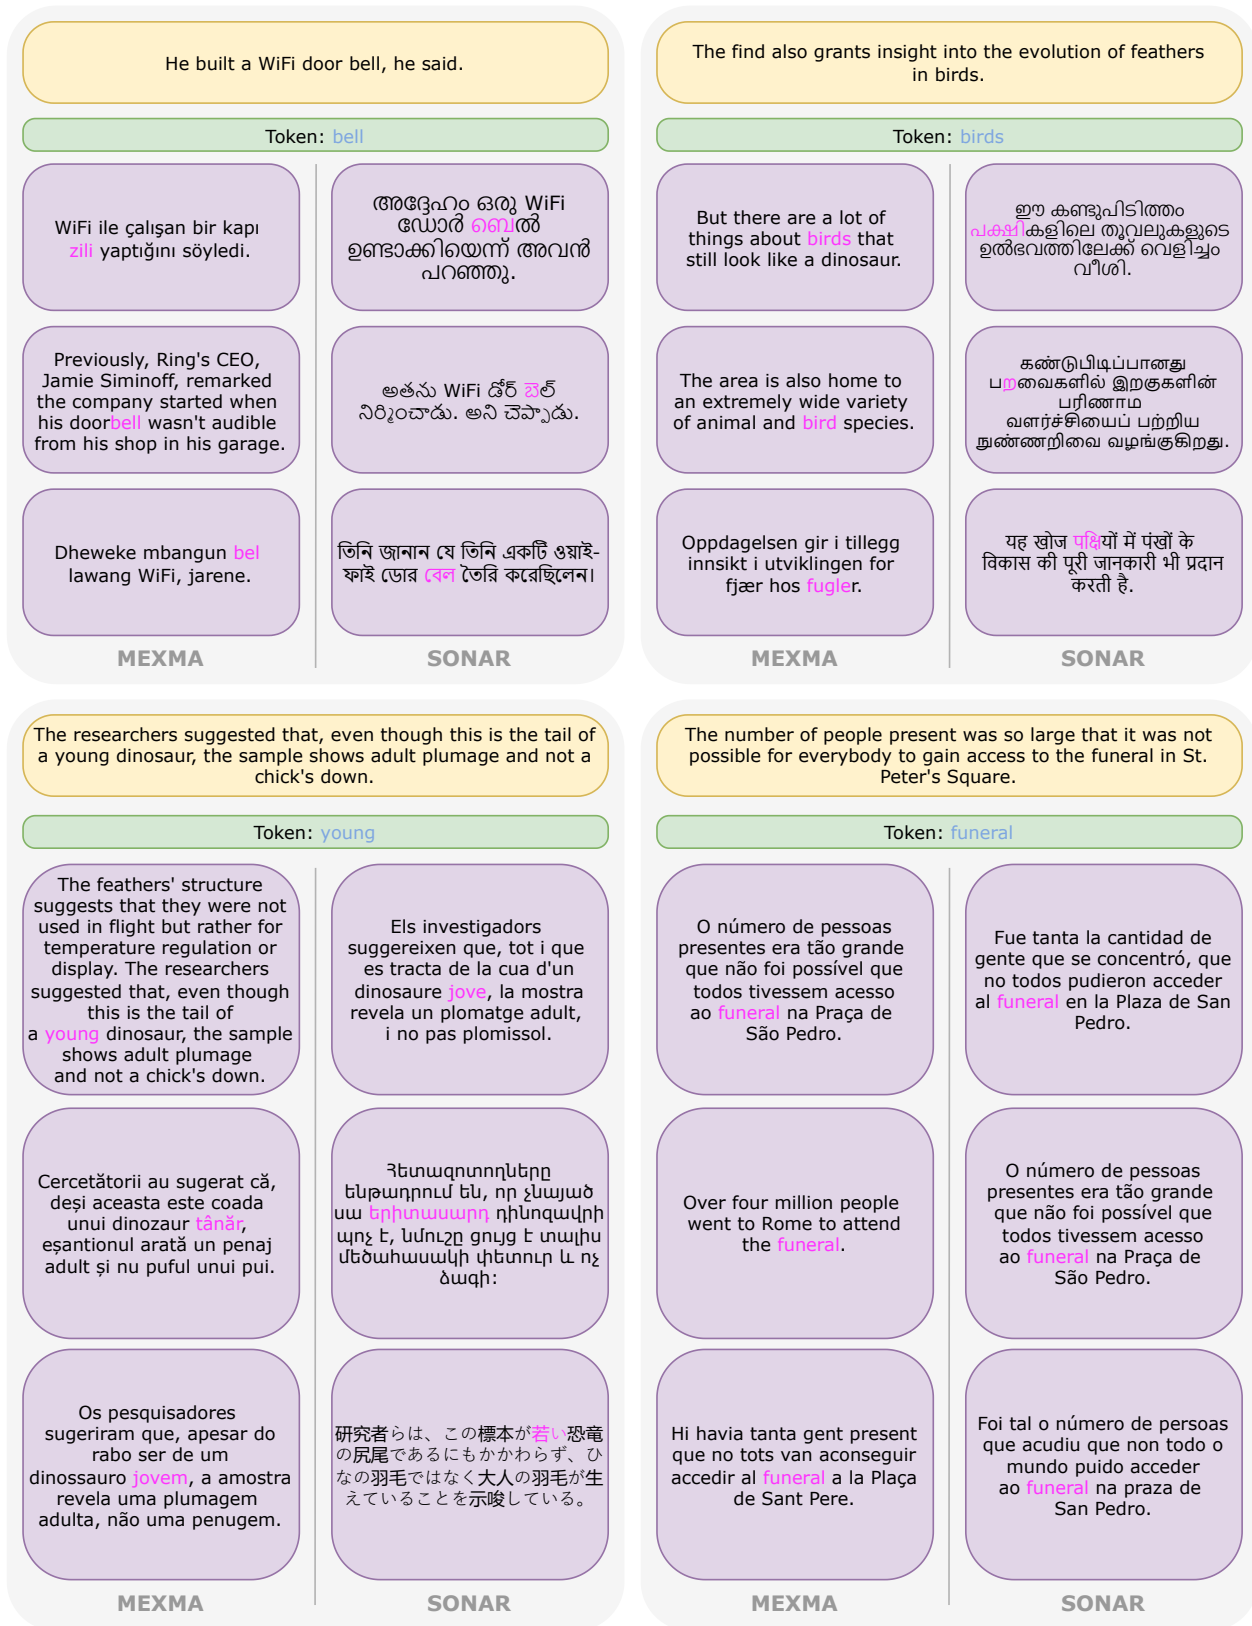 He built a WiFi door bell, he said.
Token: bell
WiFi ile çalışan bir kapı
zili yaptığını söyledi.
Previously, Ring's CEO,
Jamie Siminoff, remarked
the company started when
his doorbell wasn't audible
from his shop in his garage.
Dheweke mbangun bel
lawang WiFi, jarene.
MEXMA
അദ്ദേഹം ഒരു WiFi
ഡോർ ബെൽ
ഉണ്ടാക്കിയെന്ന് അവൻ
പറഞ്ഞു.
అతను WiFi డోర్ బెల్
నిర్మించాడు. అని చెప్పాడు.
তিনি জানান যে তিনি একটি ওয়াই-
ফাই ডোর বেল তৈরি করেছিলেন।
SONAR
The find also grants insight into the evolution of feathers
in birds.
Token: birds
But there are a lot of
things about birds that
still look like a dinosaur.
The area is also home to
an extremely wide variety
of animal and bird species.
Oppdagelsen gir i tillegg
innsikt i utviklingen for
fjær hos fugler.
MEXMA
ഈ കണ്ടുപിടിത്തം
പക്ഷികളിലെ തൂവലുകളുടെ
ഉൽഭവത്തിലേക്ക് വെളിച്ചം
വീശി.
கண்டுபிடிப்பானது
பறவைகளில் இறகுகளின்
பரிணாம
வளர்ச்சியைப் பற்றிய
நுண்ணறிவை வழங்குகிறது.
यह खोज पक्षियों में पंखों के
विकास की पूरी जानकारी भी प्रदान
करती है.
SONAR
The researchers suggested that, even though this is the tail of
a young dinosaur, the sample shows adult plumage and not a
chick's down.
Token: young
The feathers' structure
suggests that they were not
used in flight but rather for
temperature regulation or
display. The researchers
suggested that, even though
this is the tail of
a young dinosaur, the sample
shows adult plumage
and not a chick's down.
Cercetătorii au sugerat că,
deși aceasta este coada
unui dinozaur tânăr,
eșantionul arată un penaj
adult și nu puful unui pui.
Os pesquisadores
sugeriram que, apesar do
rabo ser de um
dinossauro jovem, a amostra
revela uma plumagem
adulta, não uma penugem.
MEXMA
Els investigadors
suggereixen que, tot i que
es tracta de la cua d'un
dinosaure jove, la mostra
revela un plomatge adult,
i no pas plomissol.
Հետազոտողները
ենթադրում են, որ չնայած
սա երիտասարդ դինոզավրի
պոչ է, նմուշը ցույց է տալիս
մեծահասակի փետուր և ոչ
ձագի:
研究者らは、この標本が若い恐竜
の尻尾であるにもかかわらず、ひ
なの羽毛ではなく大人の羽毛が生
えていることを示唆している。
SONAR
The number of people present was so large that it was not
possible for everybody to gain access to the funeral in St.
Peter's Square.
Token: funeral
O número de pessoas
presentes era tão grande
que não foi possível que
todos tivessem acesso
ao funeral na Praça de
São Pedro.
Over four million people
went to Rome to attend
the funeral.
Hi havia tanta gent present
que no tots van aconseguir
accedir al funeral a la Plaça
de Sant Pere.
MEXMA
Fue tanta la cantidad de
gente que se concentró, que
no todos pudieron acceder
al funeral en la Plaza de San
Pedro.
O número de pessoas
presentes era tão grande
que não foi possível que
todos tivessem acesso
ao funeral na Praça de
São Pedro.
Foi tal o número de persoas
que acudiu que non todo o
mundo puido acceder
ao funeral na praza de
San Pedro.
SONAR